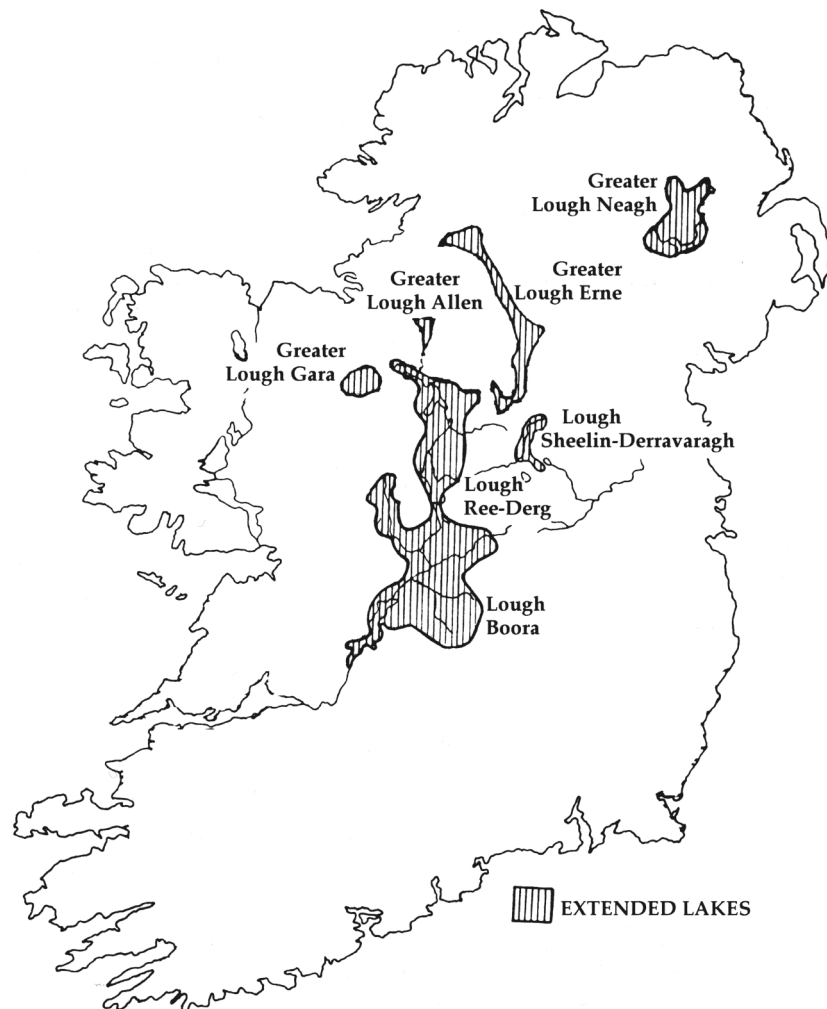 Greater
Lough Neagh
Greater
Lough Erne
Greater
Lough Allen
Greater
Lough Gara
Lough
Sheelin-Derravaragh
Lough
Ree-Derg
Lough
Boora
EXTENDED LAKES